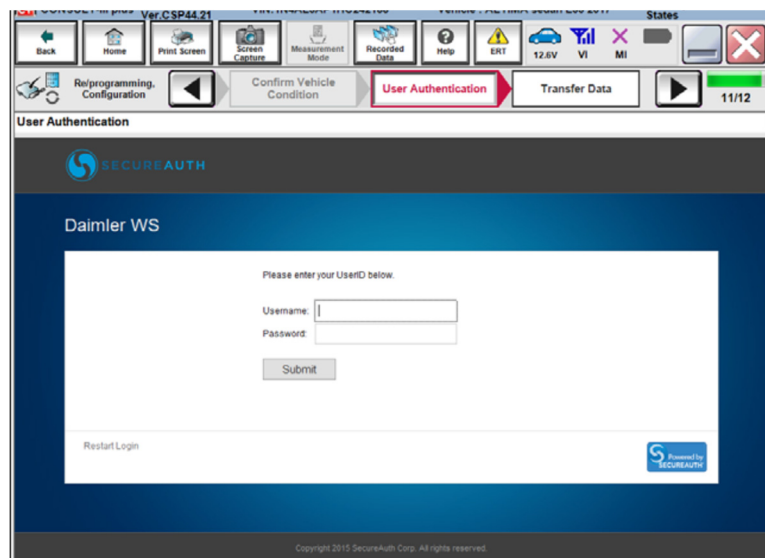 Ver.CSP44.21
States
Back
Home
Print Screen
Screen Capture
Measurement Mode
Recorded Data
Help
ERT
12.6V
VI
MI
Re/programming, Configuration
Confirm Vehicle Condition
User Authentication
Transfer Data
11/12
User Authentication
SECUREAUTH
Daimler WS
Please enter your UserID below.
Username:
Password:
Submit
Restart Login
Powered by
SECUREAUTH
Copyright 2015 SecureAuth Corp. All rights reserved.